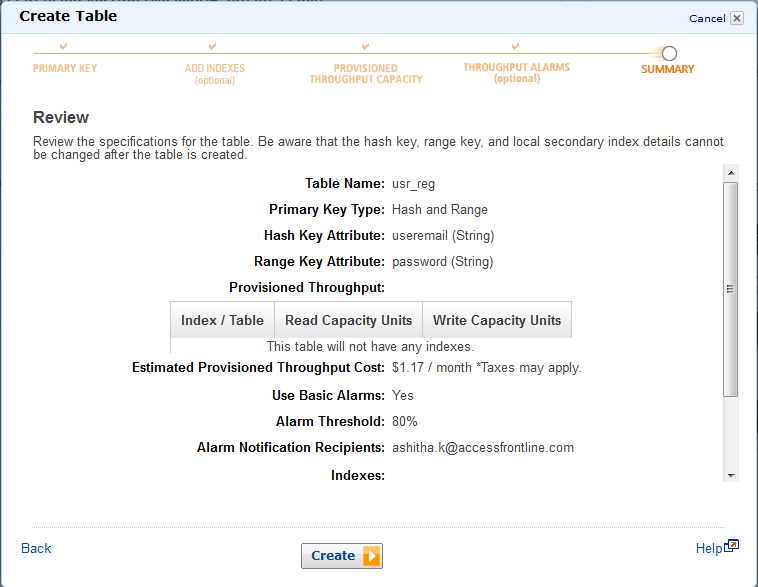 Create Table
Cancel
PRIMARY KEY
ADD INDEXES
(optional)
PROVISIONED
THROUGHPUT CAPACITY
THROUGHPUT ALARMS
(optional)
SUMMARY
Review
Review the specifications for the table. Be aware that the hash key, range key, and local secondary index details cannot
be changed after the table is created.
Table Name: usr_reg
Primary Key Type: Hash and Range
Hash Key Attribute: useremail (String)
Range Key Attribute: password (String)
Provisioned Throughput:
Index / Table Read Capacity Units Write Capacity Units
This table will not have any indexes.
Estimated Provisioned Throughput Cost: $1.17 / month *Taxes may apply.
Use Basic Alarms: Yes
Alarm Threshold: 80%
Alarm Notification Recipients: ashitha.k@accessfrontline.com
Indexes:
Back
Create
Help